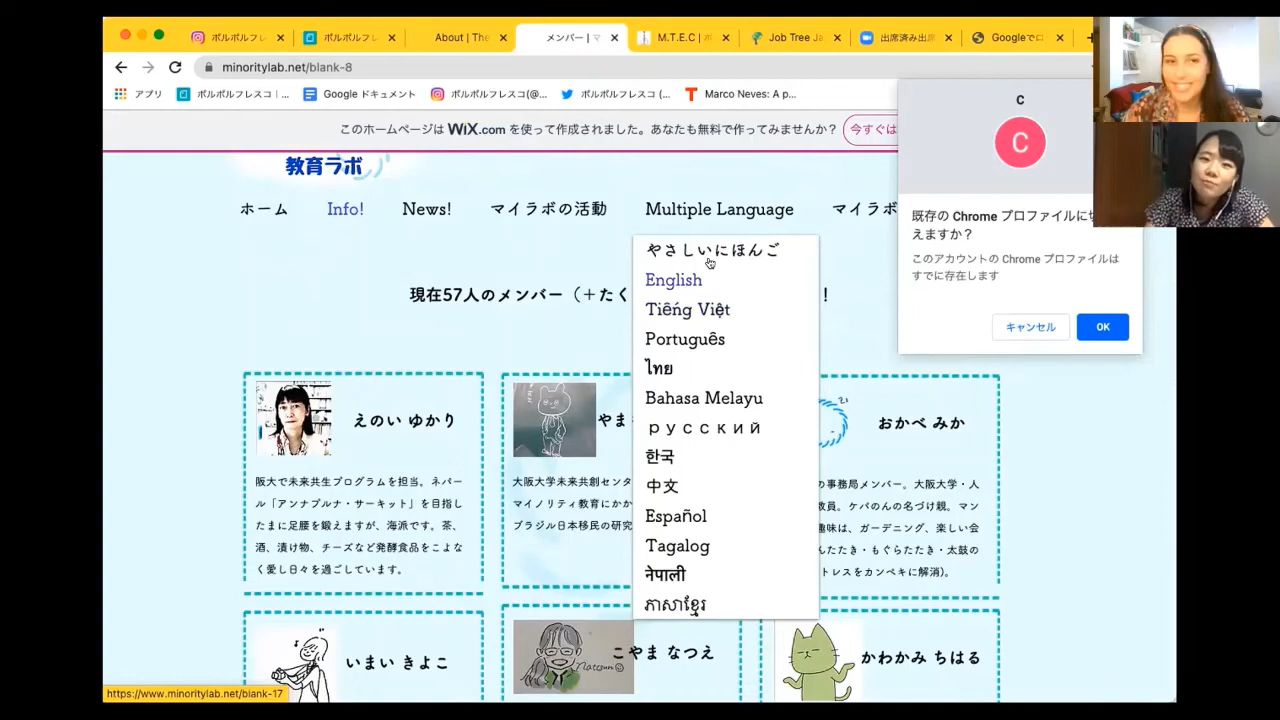 ボルボルフレ
ボルボルフレ
About | The
メンバー | マ
M.T.E.C | ポ
Job Tree Ja
出席済み出席
Googleでロ
minoritylab.net/blank-8
アプリ
ボルボルフレスコ | ...
Google ドキュメント
ボルボルフレスコ(@...
ボルボルフレスコ (...
Marco Neves: A p...
このホームページは WiX.com を使って作成されました。あなたも無料で作ってみませんか?
今すぐは
教育ラボ
ホーム
Info!
News!
マイラボの活動
Multiple Language
マイラボ
やさしいにほんご
English
Tiếng Việt
Português
ไทย
Bahasa Melayu
русский
한국
中文
Español
Tagalog
नेपाली
ភាសាខ្មែរ
現在57人のメンバー(+たく
!
C
C
既存の Chrome プロファイルに
えますか?
このアカウントの Chrome プロファイルは
すでに存在します
キャンセル
OK
えのい ゆかり
阪大で未来共生プログラムを担当。ネパー
ル「アンナプルナ・サーキット」を目指し
たまに足腰を鍛えますが、海派です。茶、
酒、漬け物、チーズなど発酵食品をこよな
く愛し日々を過ごしています。
やま
大阪大学未来共創センタ
マイノリティ教育にかか
ブラジル日本移民の研究
おかべ みか
の事務局メンバー。大阪大学・人
教員。ケパのんの名づけ親。マン
趣味は、ガーデニング、楽しい会
んたたき・もぐらたたき・太鼓の
トレスをカンペキに解消)。
いまい きよこ
こやま なつえ
かわかみ ちはる
https://www.minoritylab.net/blank-17